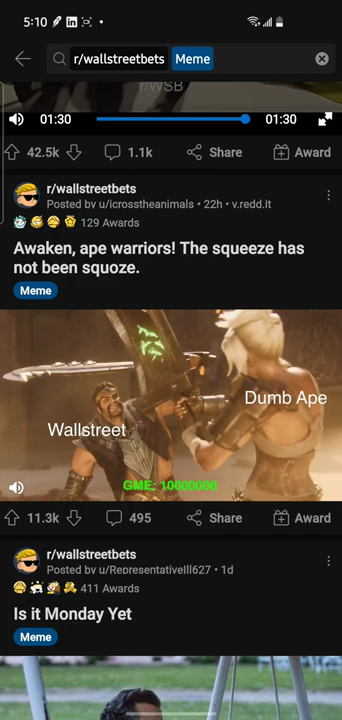 5:10
r/wallstreetbets Meme
r/WSB
01:30 01:30
42.5k 1.1k Share Award
r/wallstreetbets
Posted by u/icrosstheanimals • 22h • v.redd.it
129 Awards
Awaken, ape warriors! The squeeze has
not been squoze.
Meme
Dumb Ape
Wallstreet
GME: 10000000
11.3k 495 Share Award
r/wallstreetbets
Posted by u/RepresentativeIll627 • 1d
411 Awards
Is it Monday Yet
Meme